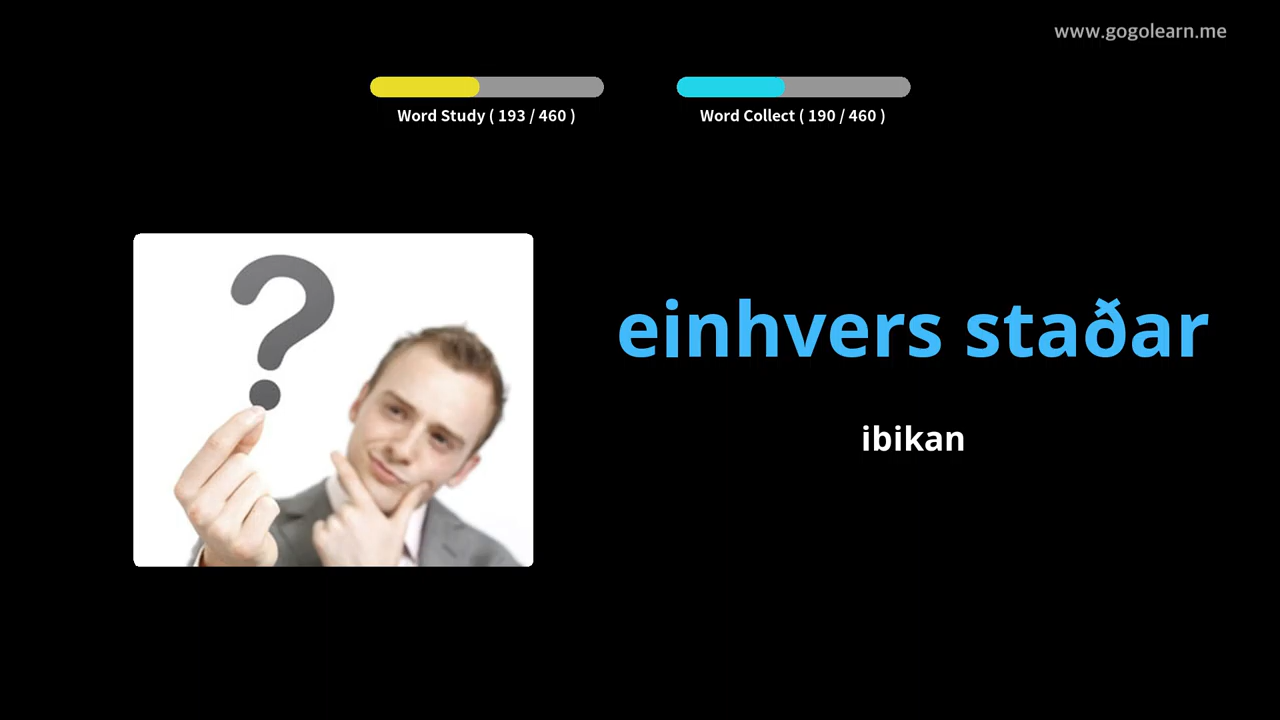 www.gogolearn.me
Word Study ( 193 / 460 )
Word Collect ( 190 / 460 )
einhvers staðar
ibikan